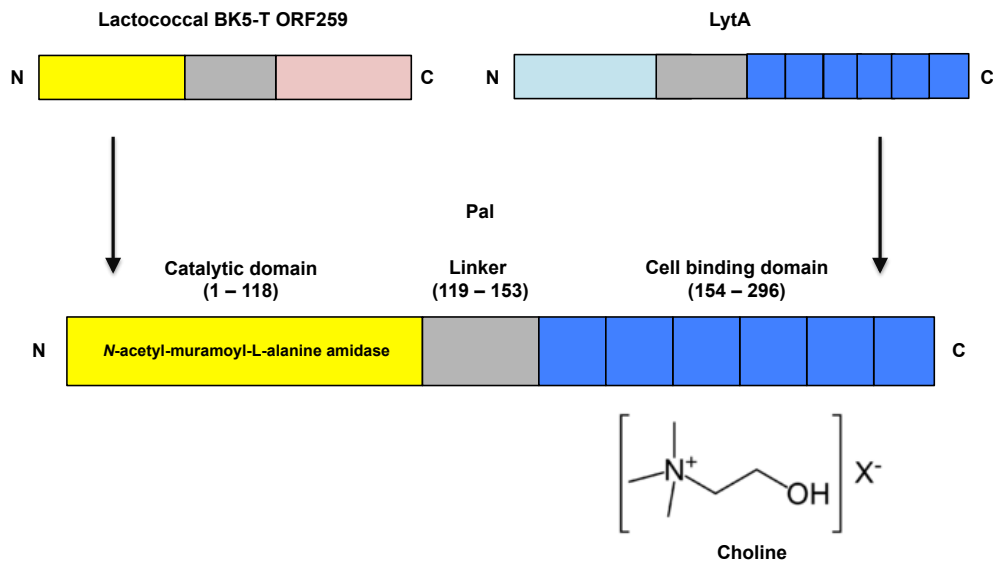 Lactococcal BK5-T ORF259
LytA
N
C
N
C
Pal
Catalytic domain
(1 – 118)
Linker
(119 – 153)
Cell binding domain
(154 – 296)
N
N-acetyl-muramoyl-L-alanine amidase
C
N+
OH
X-
Choline